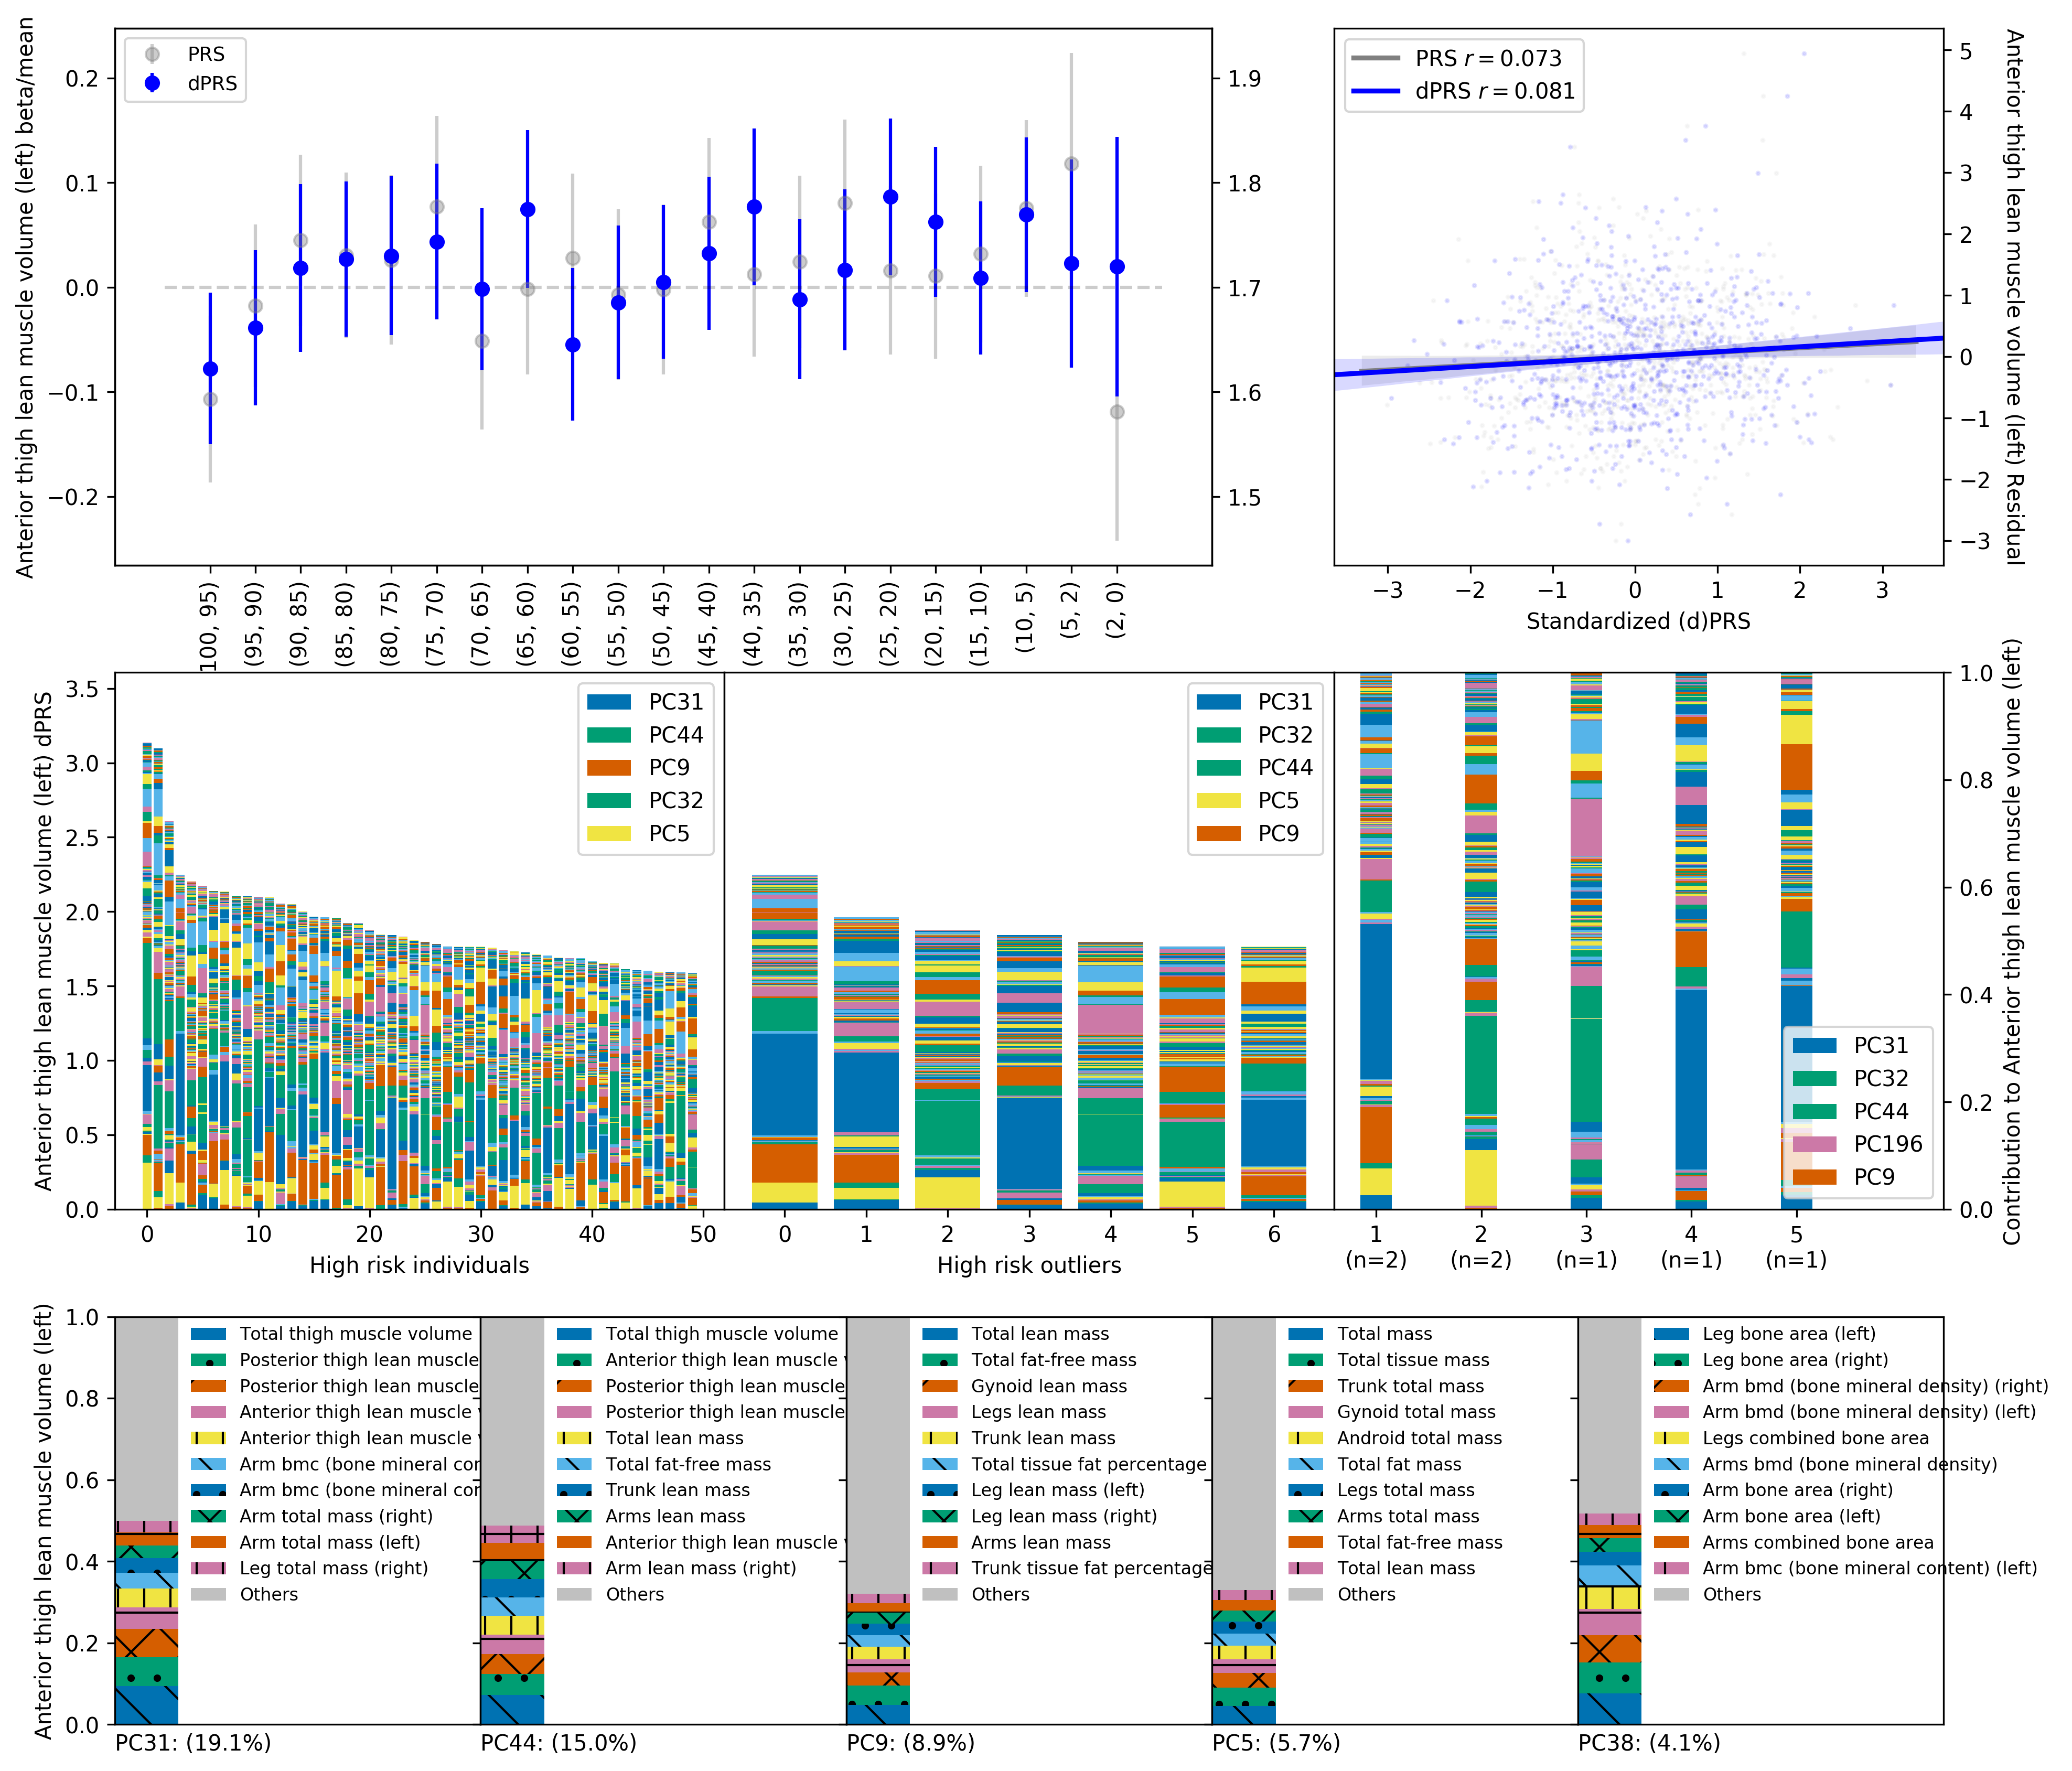 Anterior thigh lean muscle volume (left) beta/mean
0.2
0.1
0.0
−0.1
−0.2
PRS
dPRS
1.9
1.8
1.7
1.6
1.5
100, 95)
(95, 90)
(90, 85)
(85, 80)
(80, 75)
(75, 70)
(70, 65)
(65, 60)
(60, 55)
(55, 50)
(50, 45)
(45, 40)
(40, 35)
(35, 30)
(30, 25)
(25, 20)
(20, 15)
(15, 10)
(10, 5)
(5, 2)
(2, 0)
PRS r = 0.073
dPRS r = 0.081
5
4
3
2
1
0
−1
−2
−3
Anterior thigh lean muscle volume (left) Residual
−3
−2
−1
0
1
2
3
Standardized (d)PRS
Anterior thigh lean muscle volume (left) dPRS
3.5
3.0
2.5
2.0
1.5
1.0
0.5
0.0
PC31
PC44
PC9
PC32
PC5
0
10
20
30
40
50
High risk individuals
PC31
PC32
PC44
PC5
PC9
0
1
2
3
4
5
6
High risk outliers
PC31
PC32
PC44
PC196
PC9
1
(n=2)
2
(n=2)
3
(n=1)
4
(n=1)
5
(n=1)
1.0
0.8
0.6
0.4
0.2
0.0
Contribution to Anterior thigh lean muscle volume (left)
Anterior thigh lean muscle volume (left)
1.0
0.8
0.6
0.4
0.2
0.0
Total thigh muscle volume
Posterior thigh lean muscle
Posterior thigh lean muscle
Anterior thigh lean muscle
Anterior thigh lean muscle
Arm bmc (bone mineral
Arm bmc (bone mineral
Arm total mass (right)
Arm total mass (left)
Leg total mass (right)
Others
PC31: (19.1%)
Total thigh muscle volume
Anterior thigh lean muscle
Posterior thigh lean muscle
Posterior thigh lean muscle
Total lean mass
Total fat-free mass
Trunk lean mass
Arms lean mass
Anterior thigh lean muscle
Arm lean mass (right)
Others
PC44: (15.0%)
Total lean mass
Total fat-free mass
Gynoid lean mass
Legs lean mass
Trunk lean mass
Total tissue fat percentage
Leg lean mass (left)
Leg lean mass (right)
Arms lean mass
Trunk tissue fat percentage
Others
PC9: (8.9%)
Total mass
Total tissue mass
Trunk total mass
Gynoid total mass
Android total mass
Total fat mass
Legs total mass
Arms total mass
Total fat-free mass
Total lean mass
Others
PC5: (5.7%)
Leg bone area (left)
Leg bone area (right)
Arm bmd (bone mineral density) (right)
Arm bmd (bone mineral density) (left)
Legs combined bone area
Arms bmd (bone mineral density)
Arm bone area (right)
Arm bone area (left)
Arms combined bone area
Arm bmc (bone mineral content) (left)
Others
PC38: (4.1%)